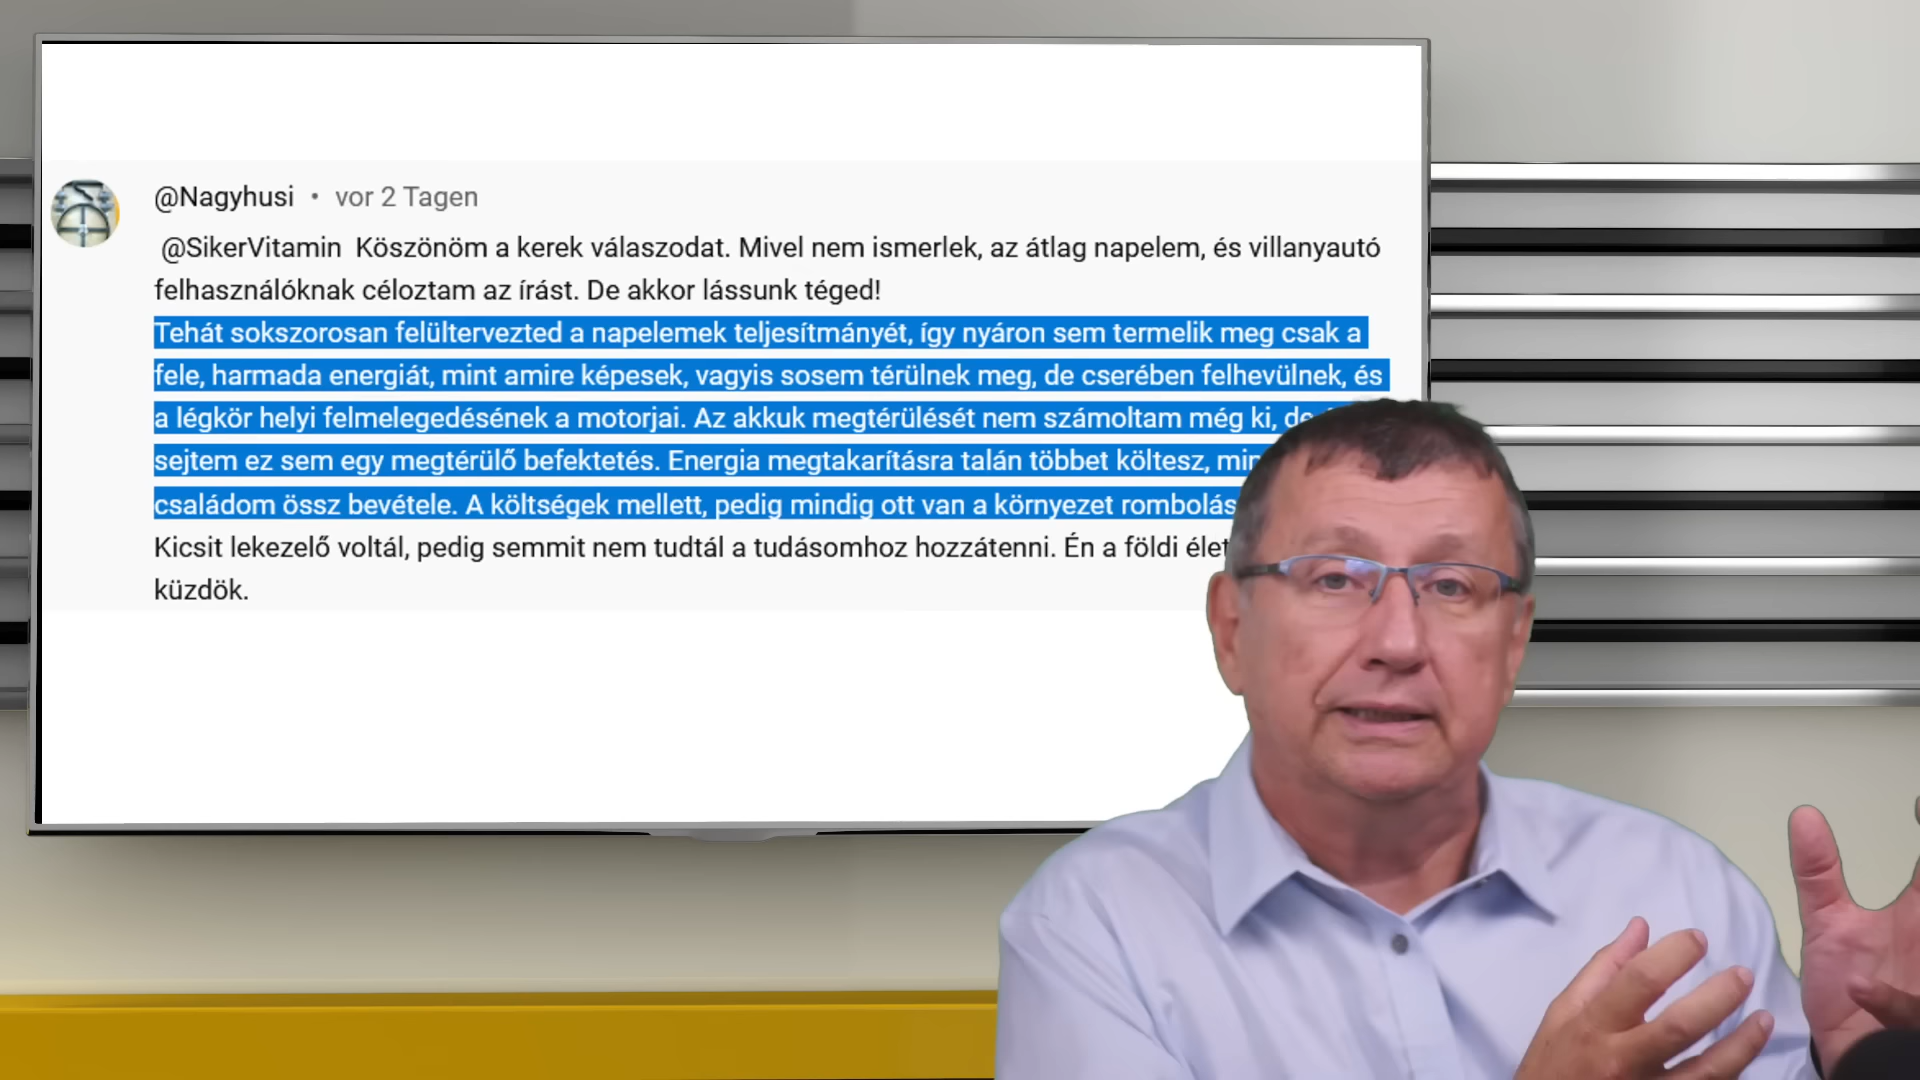 @Nagyhusi • vor 2 Tagen
@SikerVitamin Köszönöm a kerek válaszodat. Mivel nem ismerlek, az átlag napelem, és villanyautó
felhasználóknak céloztam az írást. De akkor lássunk téged!
Tehát sokszorosan felültervezted a napelemek teljesítményét, így nyáron sem termelik meg csak a
fele, harmada energiát, mint amire képesek, vagyis sosem térülnek meg, de cserében felhevülnek, és
a légkör helyi felmelegedésének a motorjai. Az akkuk megtérülését nem számoltam még ki, de
sejtem ez sem egy megtérülő befektetés. Energia megtakarításra talán többet költesz,
családom össz bevétele. A költségek mellett, pedig mindig ott van a környezet
Kicsit lekezelő voltál, pedig semmit nem tudtál a tudásomhoz hozzátenni. Én a földi
küzdök.